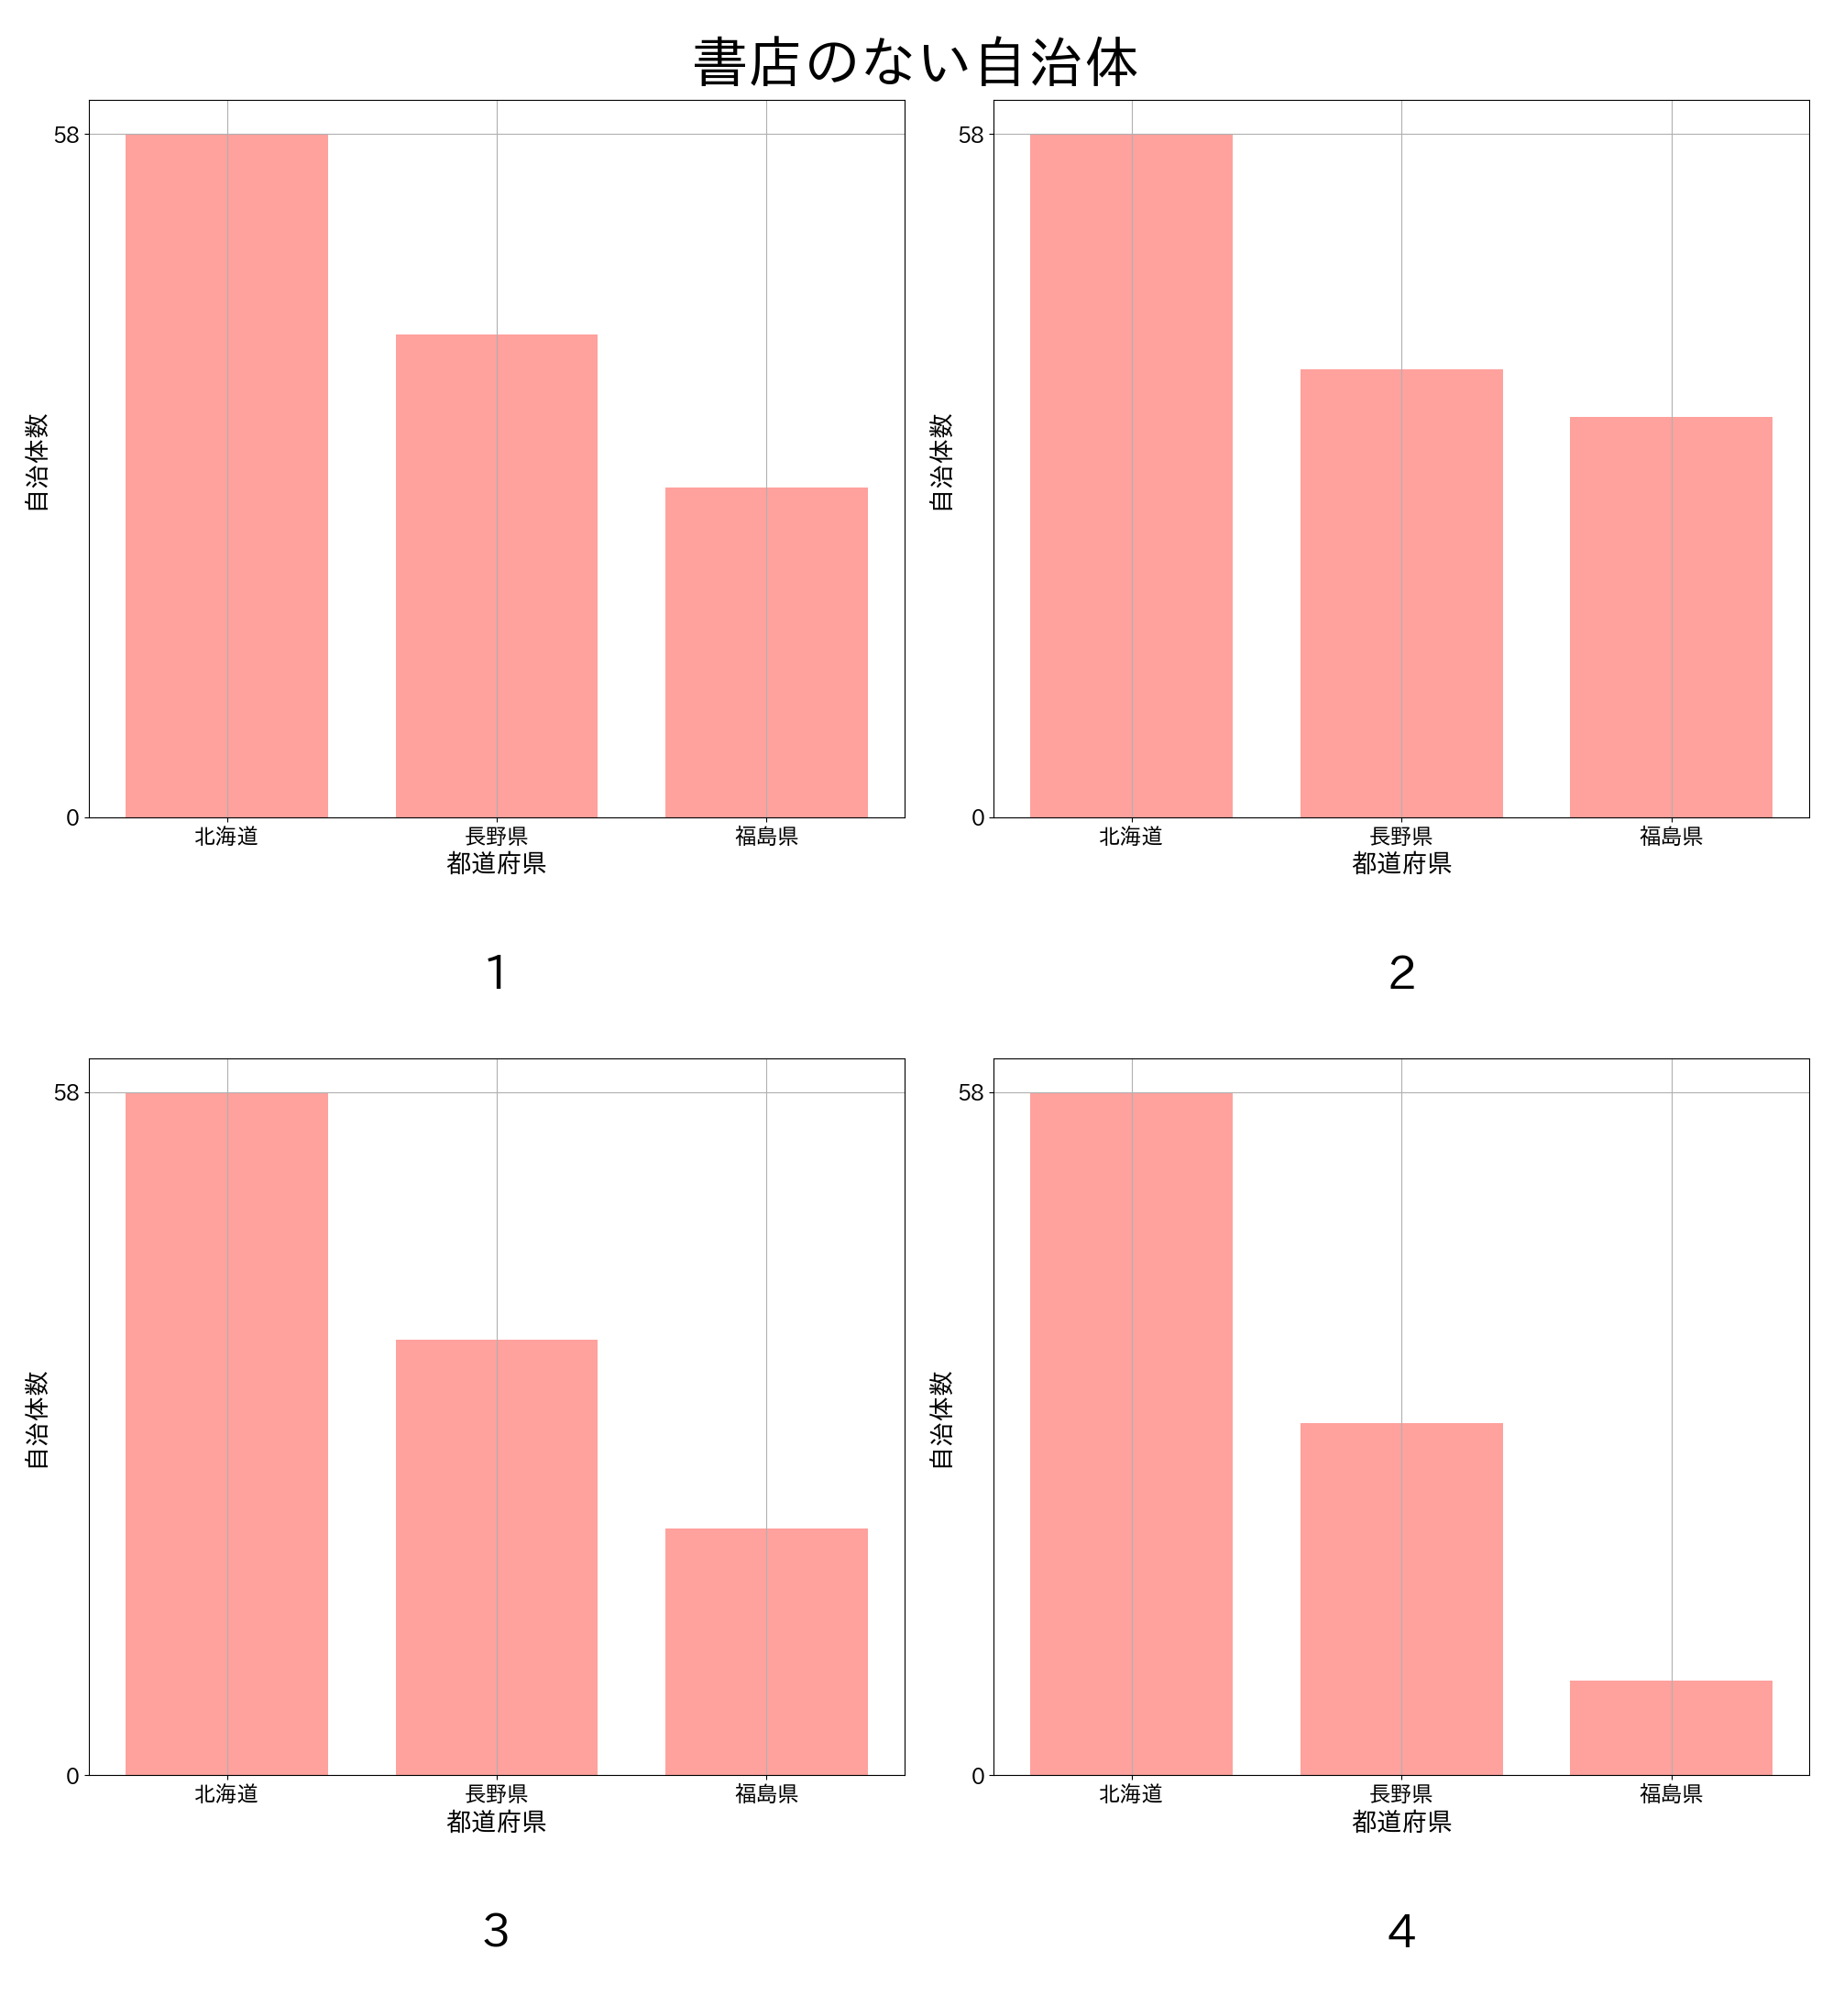 書店のない自治体
58
0
自治体数
北海道 長野県 福島県
都道府県
1
58
0
自治体数
北海道 長野県 福島県
都道府県
2
58
0
自治体数
北海道 長野県 福島県
都道府県
3
58
0
自治体数
北海道 長野県 福島県
都道府県
4